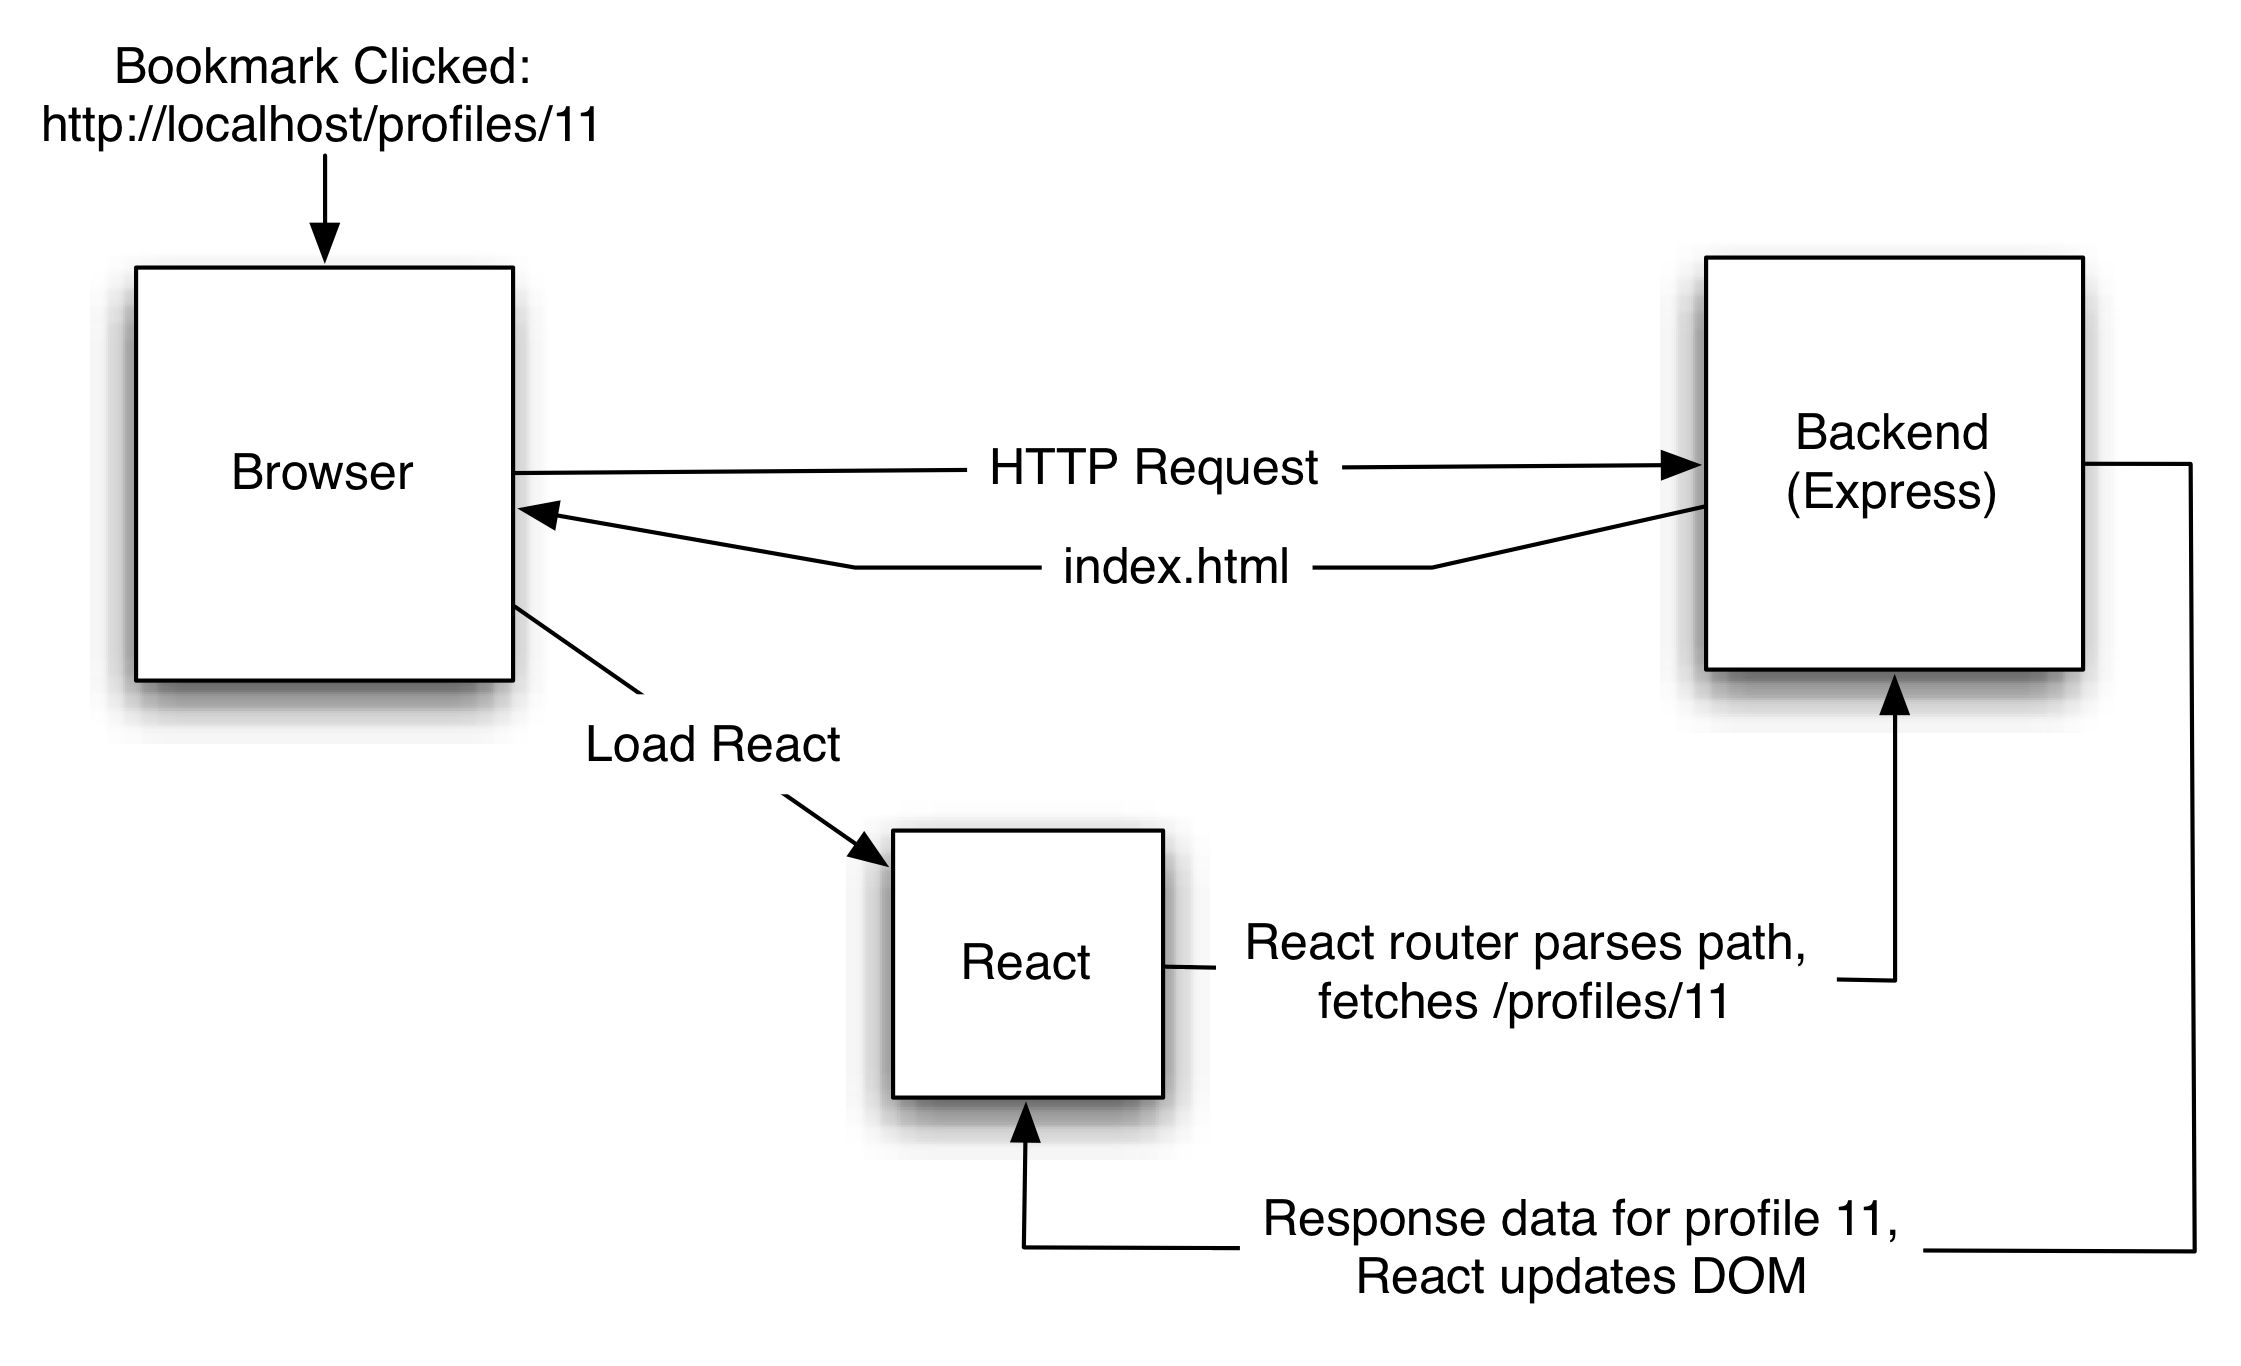 Bookmark Clicked:
http://localhost/profiles/11
Browser
HTTP Request
index.html
Backend
(Express)
Load React
React
React router parses path,
fetches /profiles/11
Response data for profile 11,
React updates DOM